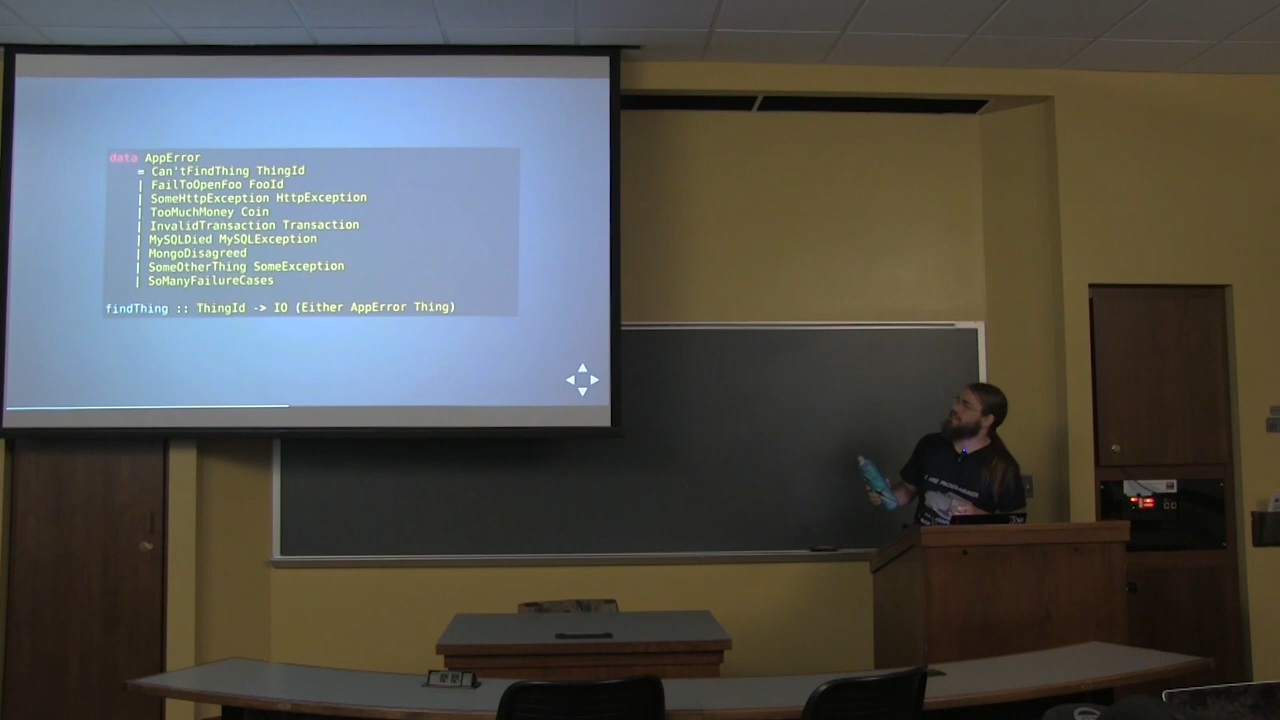 data AppError
= Can'tFindThing ThingId
| FailToOpenFoo FooId
| SomeHttpException HttpException
| TooMuchMoney Coin
| InvalidTransaction Transaction
| MySQLDied MySQLException
| MongoDisagreed
| SomeOtherThing SomeException
| SoManyFailureCases
findThing :: ThingId -> IO (Either AppError Thing)